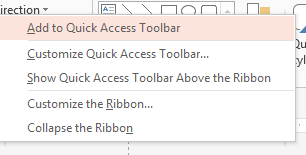 irection
Add to Quick Access Toolbar
Customize Quick Access Toolbar...
Show Quick Access Toolbar Above the Ribbon
Customize the Ribbon...
Collapse the Ribbon